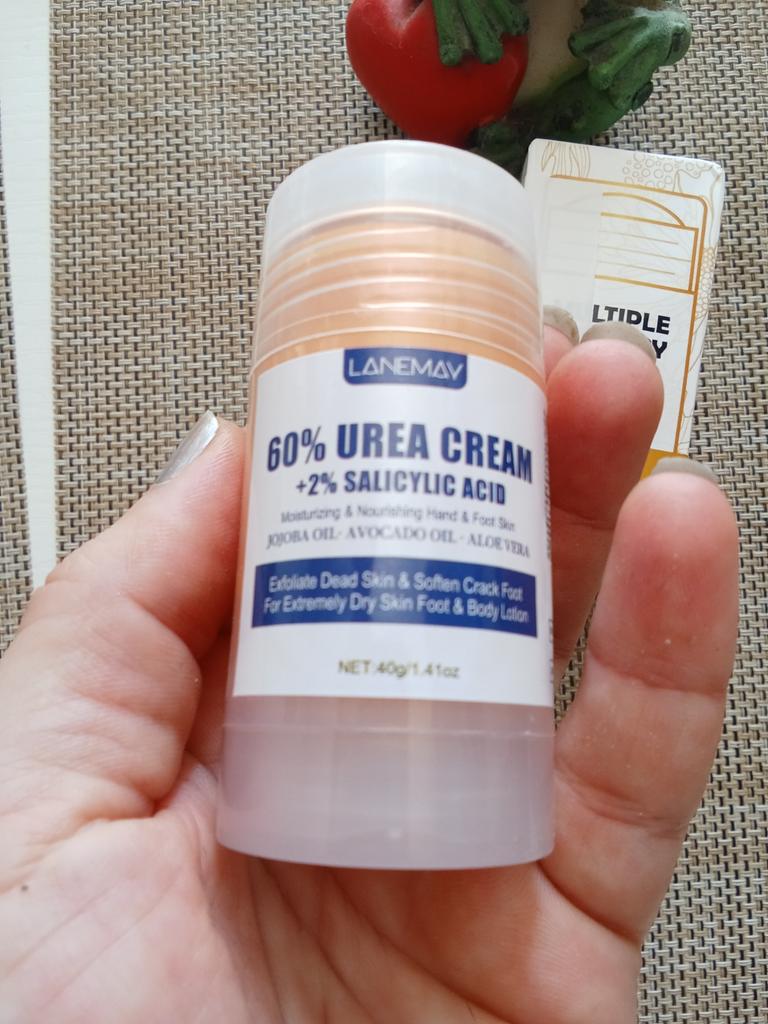 LANEMAY
60% UREA CREAM
+2% SALICYLIC ACID
Moisturizing & Nourishing Hand & Foot Skin
JOJOBA OIL · AVOCADO OIL · ALOE VERA
Exfoliate Dead Skin & Soften Crack Foot
For Extremely Dry Skin Foot & Body Lotion
NET:40g/1.41oz
LTIPLE